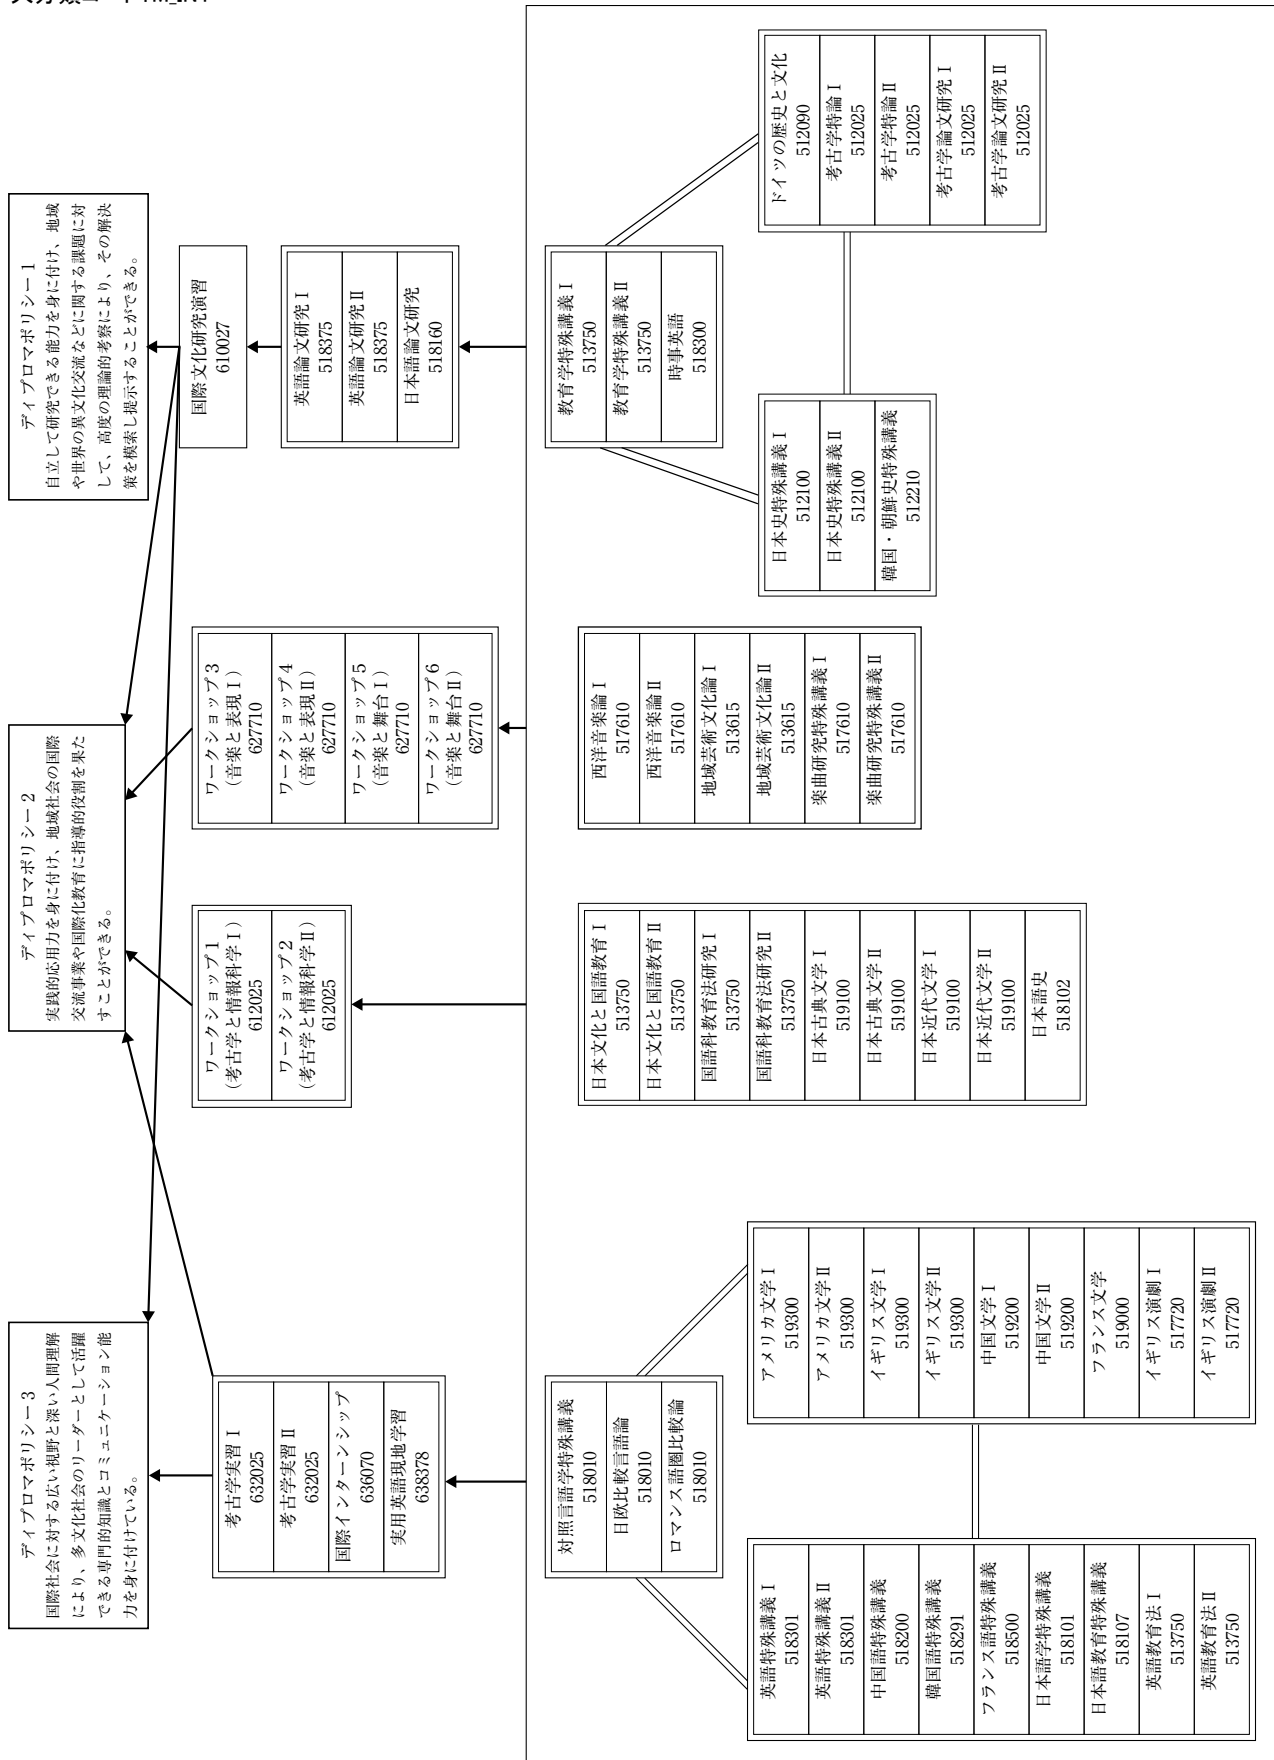 ディプロマポリシー1
自立して研究できる能力を身に付け、地域
や世界の異文化交流などに関する課題に対
して、高度の理論的考察により、その解決
策を模索し提示することができる。
国際文化研究演習
610027
英語論文研究Ⅰ
518375
英語論文研究Ⅱ
518375
日本語論文研究
518160
教育学特殊講義Ⅰ
513750
教育学特殊講義Ⅱ
513750
時事英語
518300
ドイツの歴史と文化
512090
考古学特論Ⅰ
512025
考古学特論Ⅱ
512025
考古学論文研究Ⅰ
512025
考古学論文研究Ⅱ
512025
日本史特殊講義Ⅰ
512100
日本史特殊講義Ⅱ
512100
韓国・朝鮮史特殊講義
512210
ディプロマポリシー2
実践的応用力を身に付け、地域社会の国際
交流事業や国際化教育に指導的役割を果た
すことができる。
ワークショップ3
(音楽と表現Ⅰ)
627710
ワークショップ4
(音楽と表現Ⅱ)
627710
ワークショップ5
(音楽と舞台Ⅰ)
627710
ワークショップ6
(音楽と舞台Ⅱ)
627710
西洋音楽論Ⅰ
517610
西洋音楽論Ⅱ
517610
地域芸術文化論Ⅰ
513615
地域芸術文化論Ⅱ
513615
楽曲研究特殊講義Ⅰ
517610
楽曲研究特殊講義Ⅱ
517610
ワークショップ1
(考古学と情報科学Ⅰ)
612025
ワークショップ2
(考古学と情報科学Ⅱ)
612025
日本文化と国語教育Ⅰ
513750
日本文化と国語教育Ⅱ
513750
国語科教育法研究Ⅰ
513750
国語科教育法研究Ⅱ
513750
日本古典文学Ⅰ
519100
日本古典文学Ⅱ
519100
日本近代文学Ⅰ
519100
日本近代文学Ⅱ
519100
日本語史
518102
ディプロマポリシー3
国際社会に対する広い視野と深い人間理解
により、多文化社会のリーダーとして活躍
できる専門的知識とコミュニケーション能
力を身に付けている。
考古学実習Ⅰ
632025
考古学実習Ⅱ
632025
国際インターンシップ
636070
実用英語現地学習
638378
対照言語学特殊講義
518010
日欧比較言語論
518010
ロマンス語圏比較論
518010
アメリカ文学Ⅰ
519300
アメリカ文学Ⅱ
519300
イギリス文学Ⅰ
519300
イギリス文学Ⅱ
519300
中国文学Ⅰ
519200
中国文学Ⅱ
519200
フランス文学
519000
イギリス演劇Ⅰ
517720
イギリス演劇Ⅱ
517720
英語特殊講義Ⅰ
518301
英語特殊講義Ⅱ
518301
中国語特殊講義
518200
韓国語特殊講義
518291
フランス語特殊講義
518500
日本語学特殊講義
518101
日本語教育特殊講義
518107
英語教育法Ⅰ
513750
英語教育法Ⅱ
513750